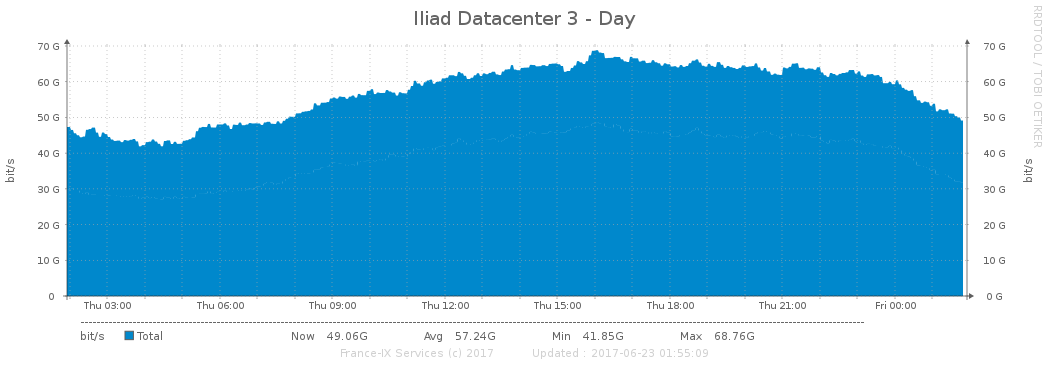 Iliad Datacenter 3 - Day
RRDTOOL / TOBI OETIKER
bit/s
70 G 70 G
60 G 60 G
50 G 50 G
40 G 40 G
30 G 30 G
20 G 20 G
10 G 10 G
0 0 G
bit/s
Thu 03:00 Thu 06:00 Thu 09:00 Thu 12:00 Thu 15:00 Thu 18:00 Thu 21:00 Fri 00:00
bit/s Total Now 49.06G Avg 57.24G Min 41.85G Max 68.76G
France-IX Services (c) 2017 Updated : 2017-06-23 01:55:09